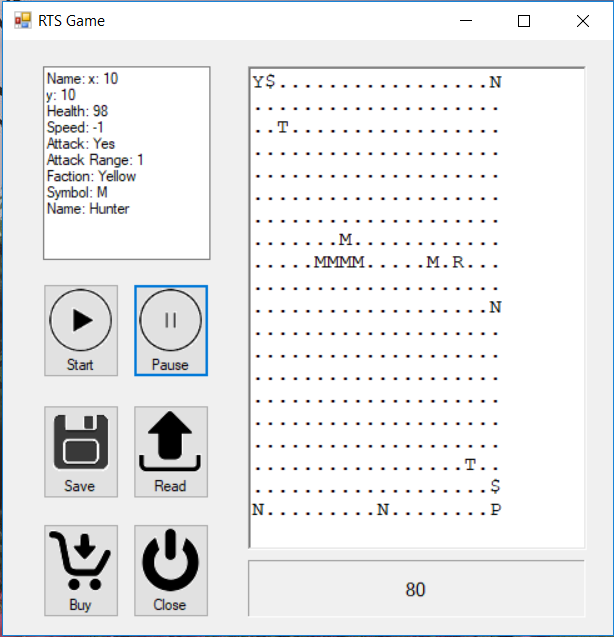 RTS Game
Name: x: 10
y: 10
Health: 98
Speed: -1
Attack: Yes
Attack Range: 1
Faction: Yellow
Symbol: M
Name: Hunter
Start
Pause
Save
Read
Buy
Close
Y$.................N
....................
..T.................
....................
....................
....................
....................
.......M............
.....MMMM.....M.R...
....................
...................N
....................
....................
....................
....................
....................
....................
.................T..
...................$
N.........N........P
80